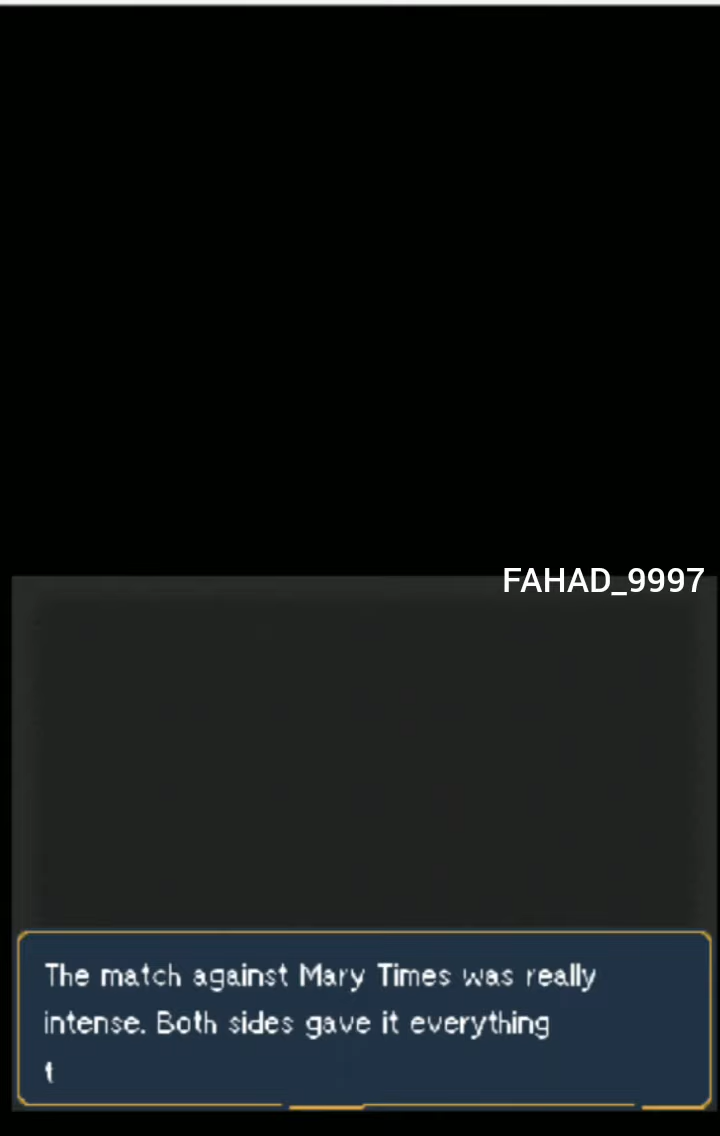 FAHAD_9997
The match against Mary Times was really
intense. Both sides gave it everything
t